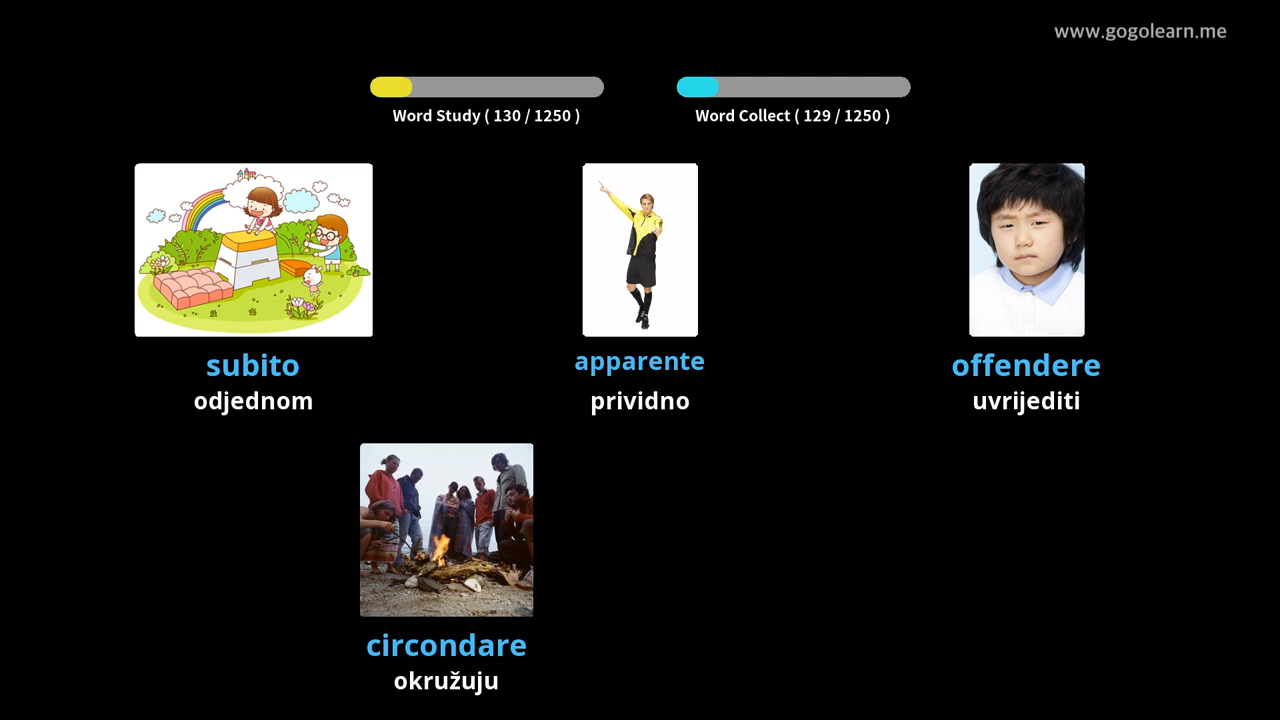 www.gogolearn.me
Word Study ( 130 / 1250 )
Word Collect ( 129 / 1250 )
subito
odjednom
apparente
prividno
offendere
uvrijediti
circondare
okružuju